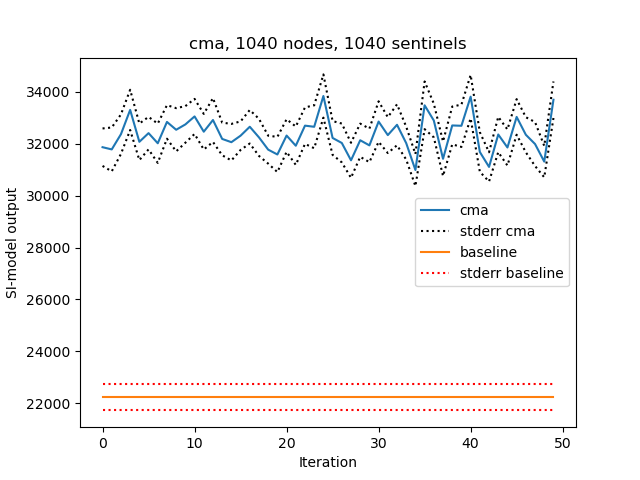 cma, 1040 nodes, 1040 sentinels
SI-model output
34000
32000
30000
28000
26000
24000
22000
cma
stderr cma
baseline
stderr baseline
0 10 20 30 40 50
Iteration